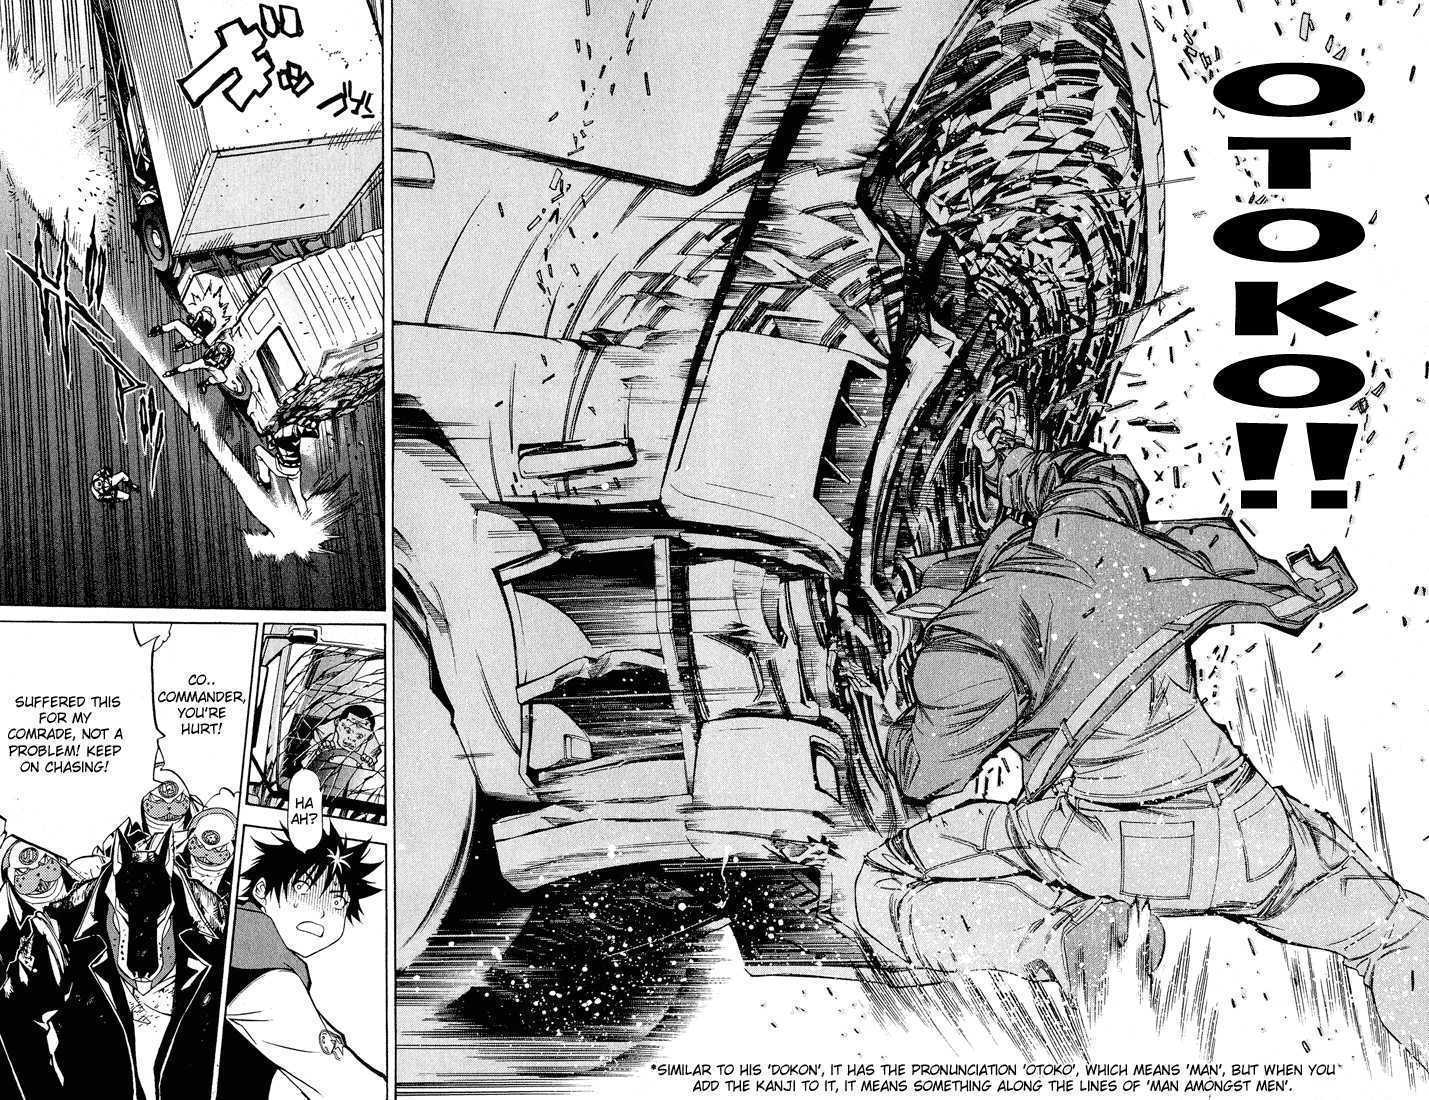 OTOKO!!
*SIMILAR TO HIS 'DOKON', IT HAS THE PRONUNCIATION 'OTOKO', WHICH MEANS 'MAN', BUT WHEN YOU
ADD THE KANJI TO IT, IT MEANS SOMETHING ALONG THE LINES OF 'MAN AMONGST MEN'.
HA
AH?
CO..
COMMANDER,
YOU'RE
HURT!
SUFFERED THIS
FOR MY
COMRADE, NOT A
PROBLEM! KEEP
ON CHASING!